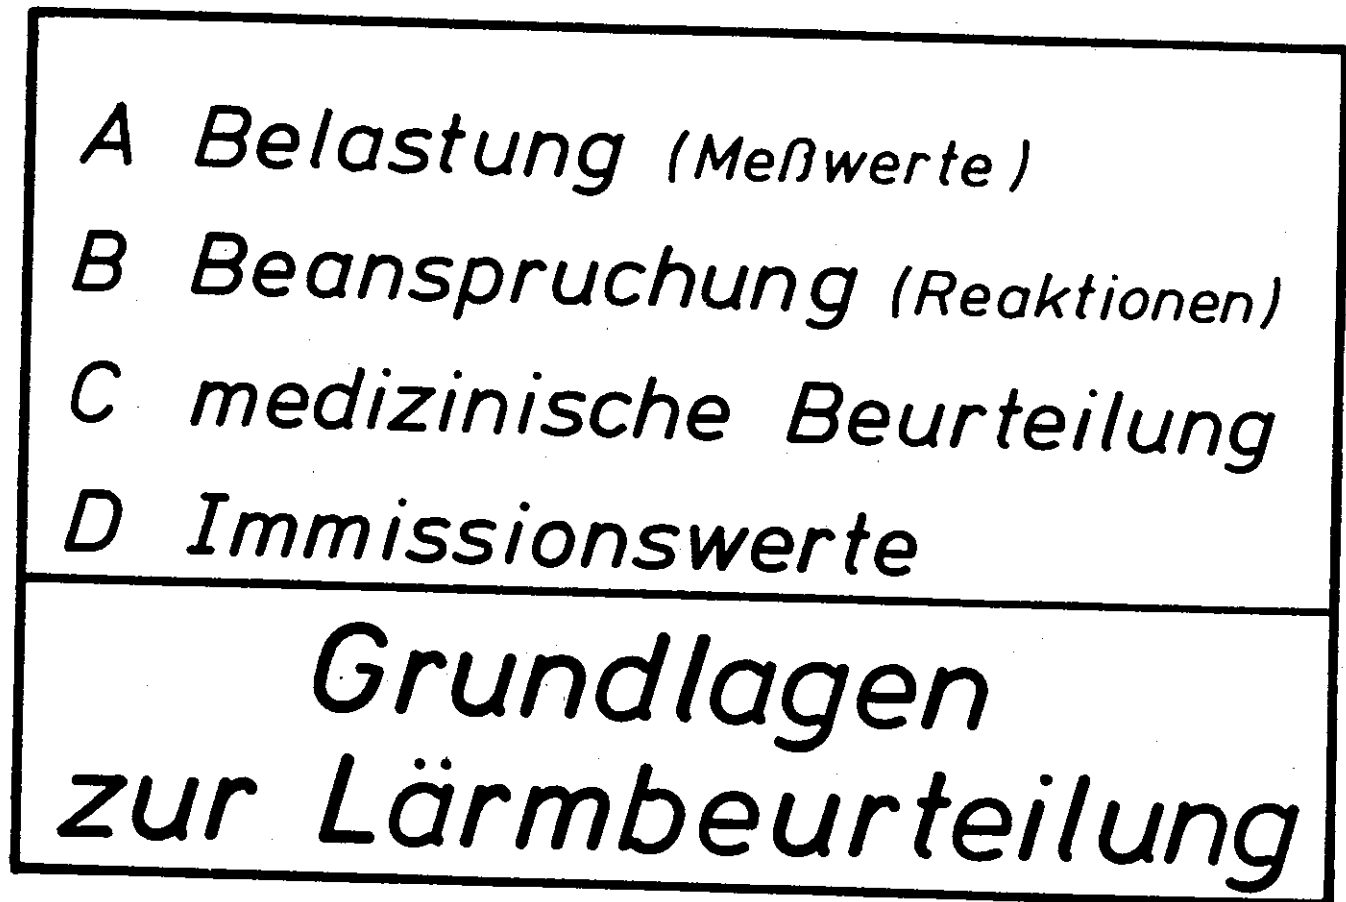 A Belastung (Meßwerte)
B Beanspruchung (Reaktionen)
C medizinische Beurteilung
D Immissionswerte
Grundlagen
zur Lärmbeurteilung